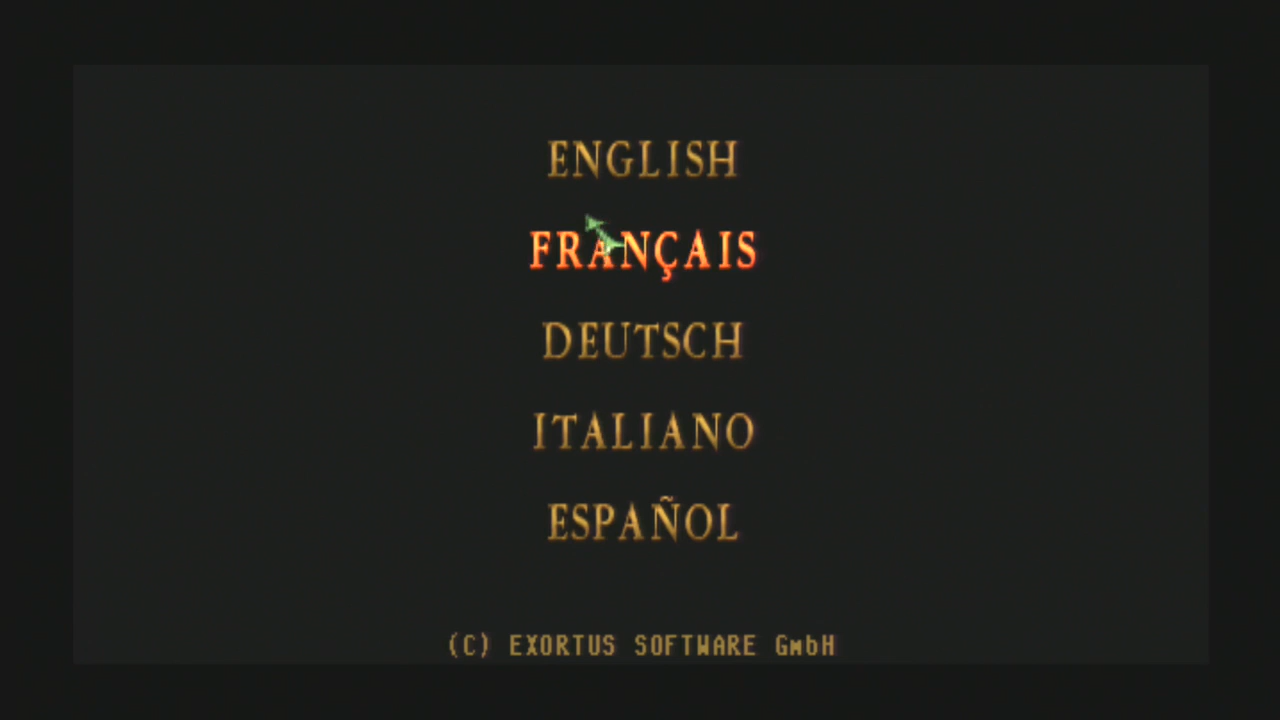 ENGLISH
FRANÇAIS
DEUTSCH
ITALIANO
ESPAÑOL
(C) EXORTUS SOFTWARE GmbH